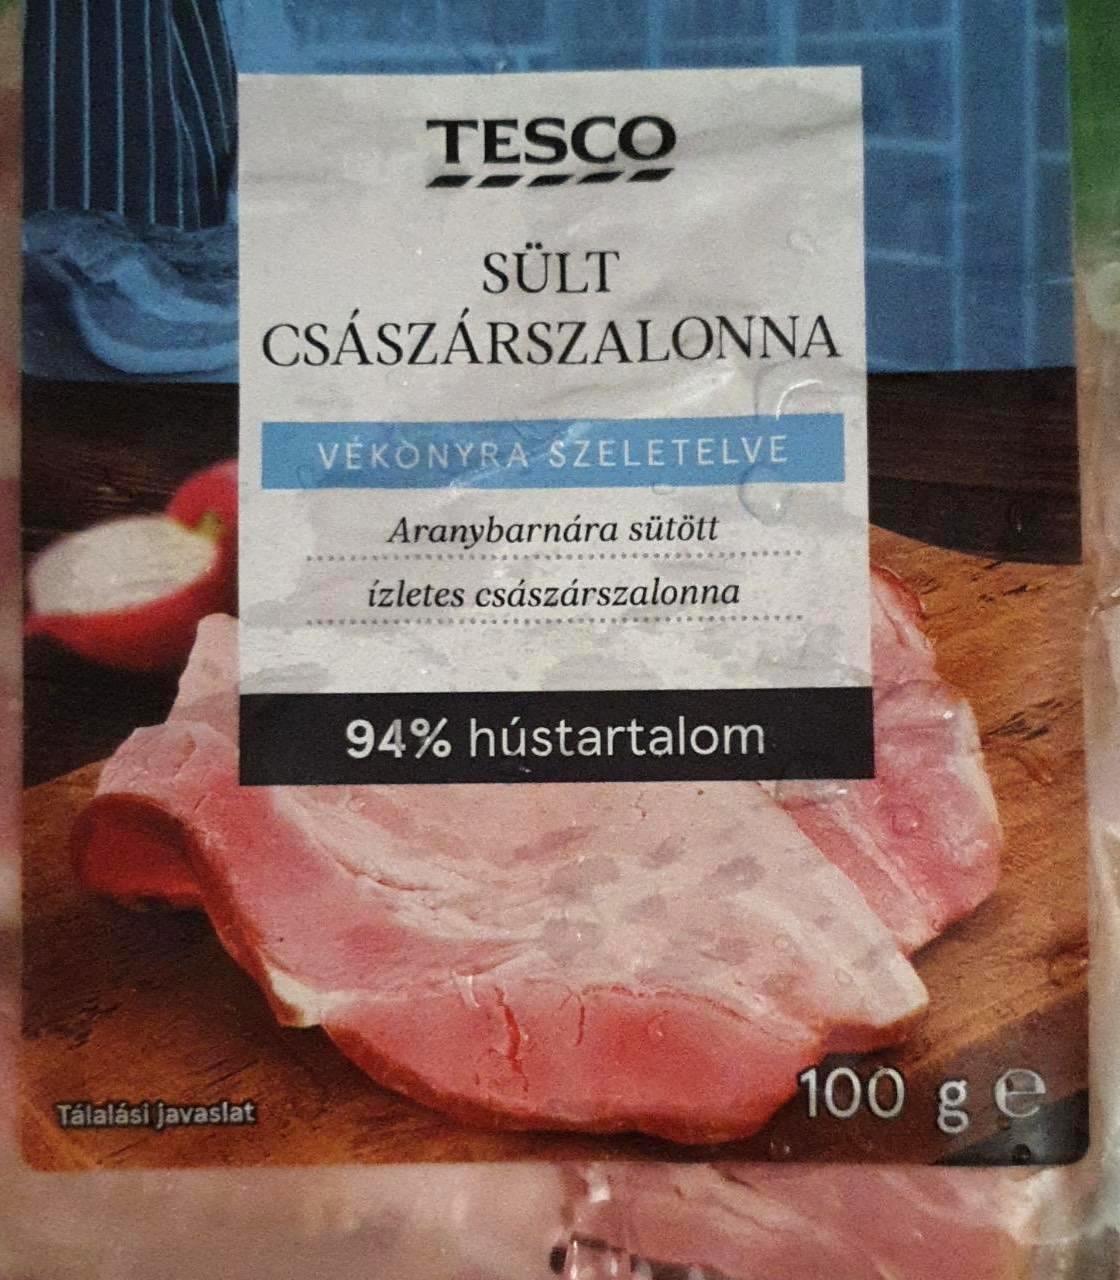 TESCO
SÜLT
CSÁSZÁRSZALONNA
VÉKONYRA SZELETELVE
Aranybarnára sütött
ízletes császárszalonna
94% hústartalom
100 g ℮
Tálalási javaslat